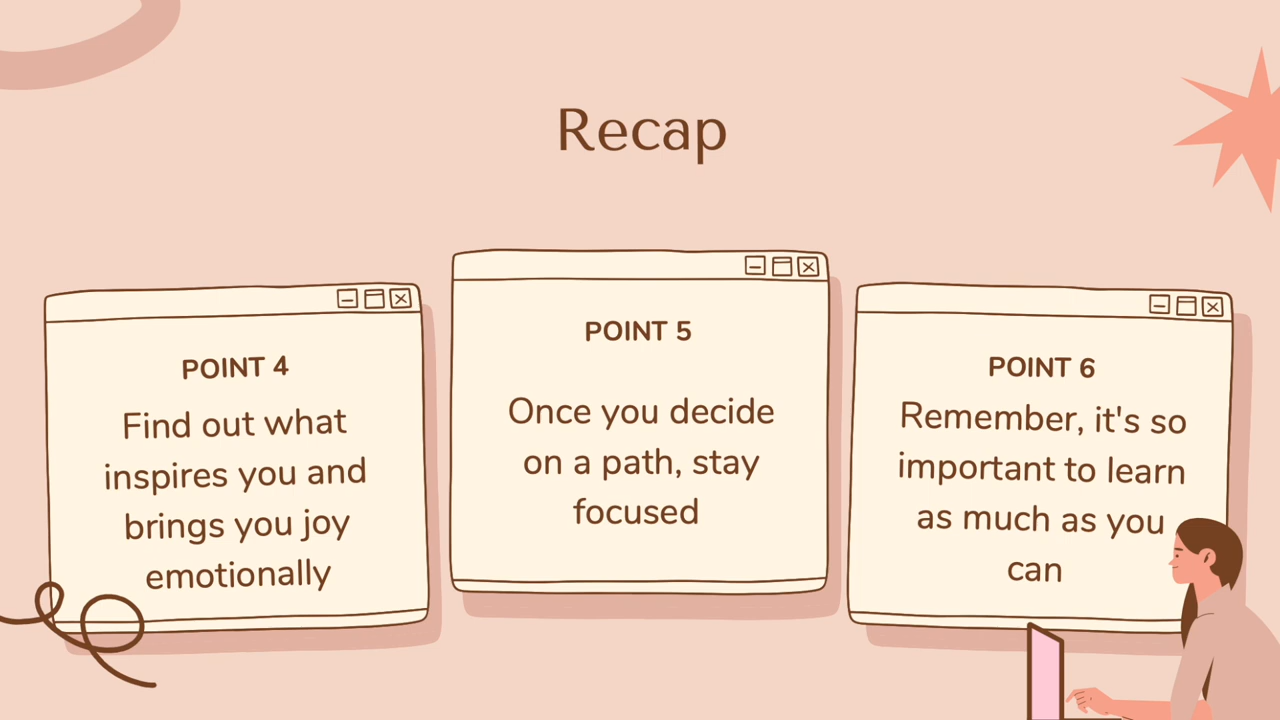 Recap
POINT 4
Find out what
inspires you and
brings you joy
emotionally
POINT 5
Once you decide
on a path, stay
focused
POINT 6
Remember, it's so
important to learn
as much as you
can